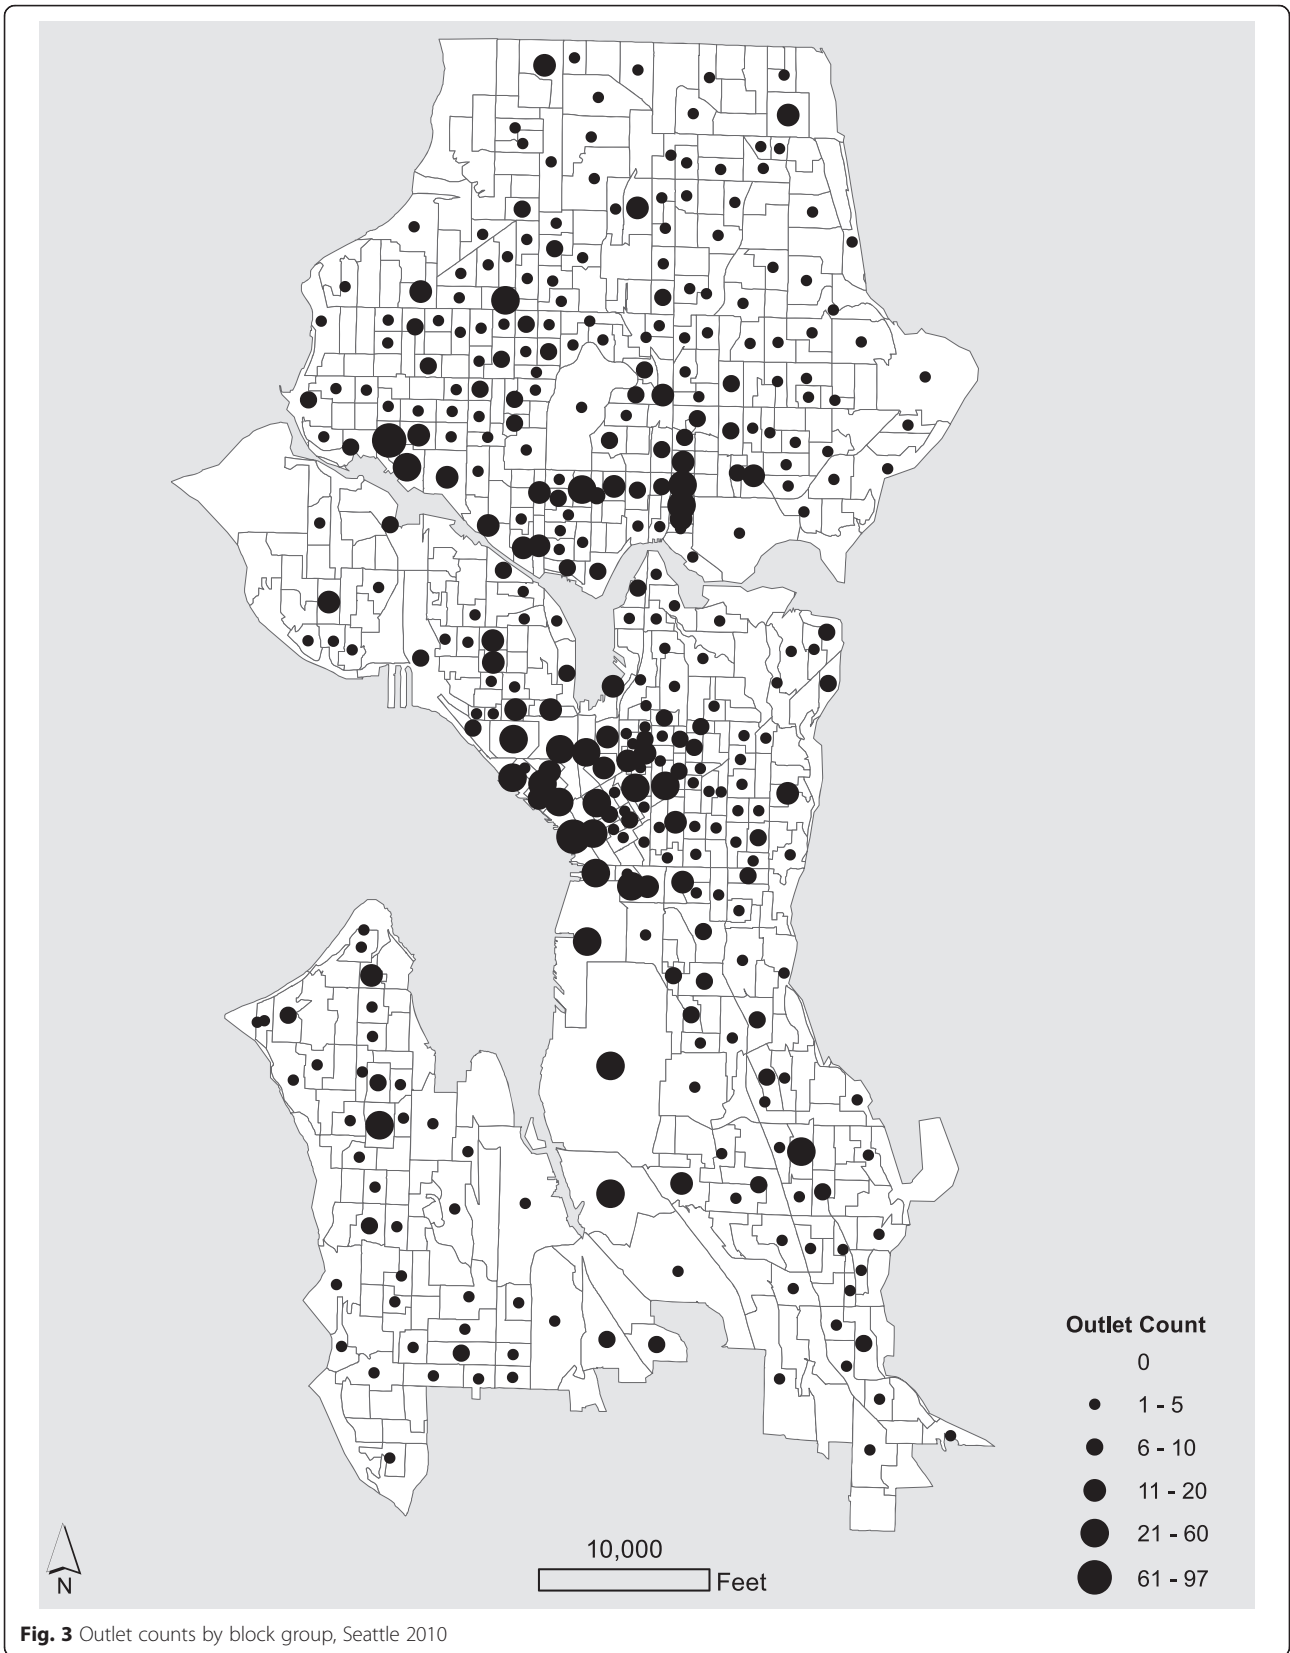 Outlet Count
0
1 - 5
6 - 10
11 - 20
21 - 60
61 - 97
10,000
Feet
N
Fig. 3 Outlet counts by block group, Seattle 2010